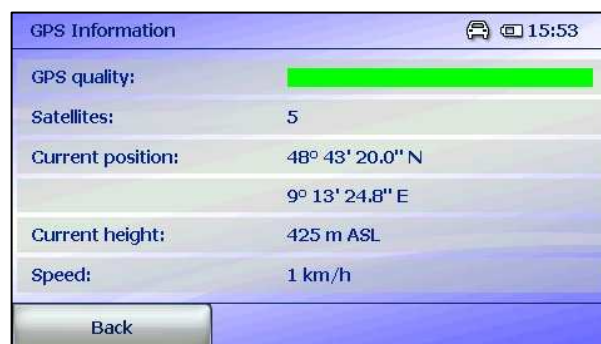 GPS Information 15:53
GPS quality:
Satellites: 5
Current position: 48° 43' 20.0" N
9° 13' 24.8" E
Current height: 425 m ASL
Speed: 1 km/h
Back